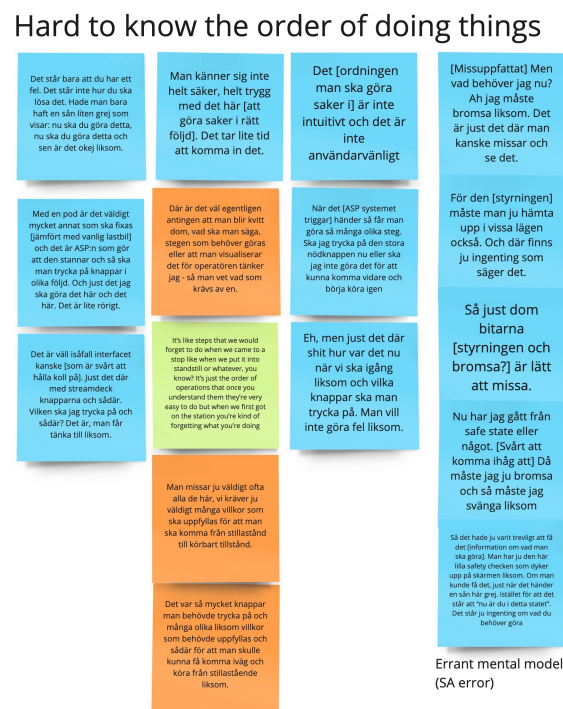 Hard to know the order of doing things
Det står bara att du har ett
fel. Det står inte hur du ska
lösa det. Hade man bara
haft en sån liten grej som
visar: nu ska du göra detta,
nu ska du göra detta och
sen är det okej liksom.
Med en pod är det väldigt
mycket annat som ska fixas
[jämfört med vanlig lastbil]
och det är ASP:n som gör
att den stannar och så ska
man trycka på knappar i
olika följd. Och just det jag
ska göra det här och det
här. Det är lite rörigt.
Det är väll isåfall interfacet
kanske [som är svårt att
hålla koll på]. Just det där
med streamdeck
knapparna och sådär.
Vilken ska jag trycka på och
sådär? Det är, man får
tänka till liksom.
Man känner sig inte
helt säker, helt trygg
med det här [att
göra saker i rätt
följd]. Det tar lite tid
att komma in det.
Där är det väl egentligen
antingen att man blir kvitt
dom, vad ska man säga,
stegen som behöver göras
eller att man visualiserar
det för operatören tänker
jag - så man vet vad som
krävs av en.
It's like steps that we would
forget to do when we came to a
stop like when we put it into
standstill or whatever, you
know? It's just the order of
operations that once you
understand them they're very
easy to do but when we first got
on the station you're kind of
forgetting what you're doing
Man missar ju väldigt ofta
alla de här, vi kräver ju
väldigt många villkor som
ska uppfyllas för att man
ska komma från stillastånd
till körbart tillstånd.
Det var så mycket knappar
man behövde trycka på och
många olika liksom villkor
som behövde uppfyllas och
sådär för att man skulle
kunna få komma iväg och
köra från stillastående
liksom.
Det [ordningen
man ska göra
saker i] är inte
intuitivt och det är
inte
användarvänligt
När det [ASP systemet
triggar] händer så får man
göra så många olika steg.
Ska jag trycka på den stora
nödknappen nu eller ska
jag inte göra det för att
kunna komma vidare och
börja köra igen
Eh, men just det där
shit hur var det nu
när vi ska igång
liksom och vilka
knappar ska man
trycka på. Man vill
inte göra fel liksom.
[Missuppfattat] Men
vad behöver jag nu?
Ah jag måste
bromsa liksom. Det
är just det där man
kanske missar och
se det.
För den [styrningen]
måste man ju hämta
upp i vissa lägen
också. Och där finns
ju ingenting som
säger det.
Så just dom
bitarna
[styrningen och
bromsa?] är lätt
att missa.
Nu har jag gått från
safe state eller
något. [Svårt att
komma ihåg att] Då
måste jag ju bromsa
och så måste jag
svänga liksom
Så det hade ju varit trevligt att få
det [information om vad man
ska göra]. Man har ju den här
lilla safety checken som dyker
upp på skärmen liksom. Om man
kunde få det, just när det händer
en sån här grej. Istället för att det
står att "nu är du i detta statet".
Det står ju ingenting om vad du
behöver göra
Errant mental model
(SA error)